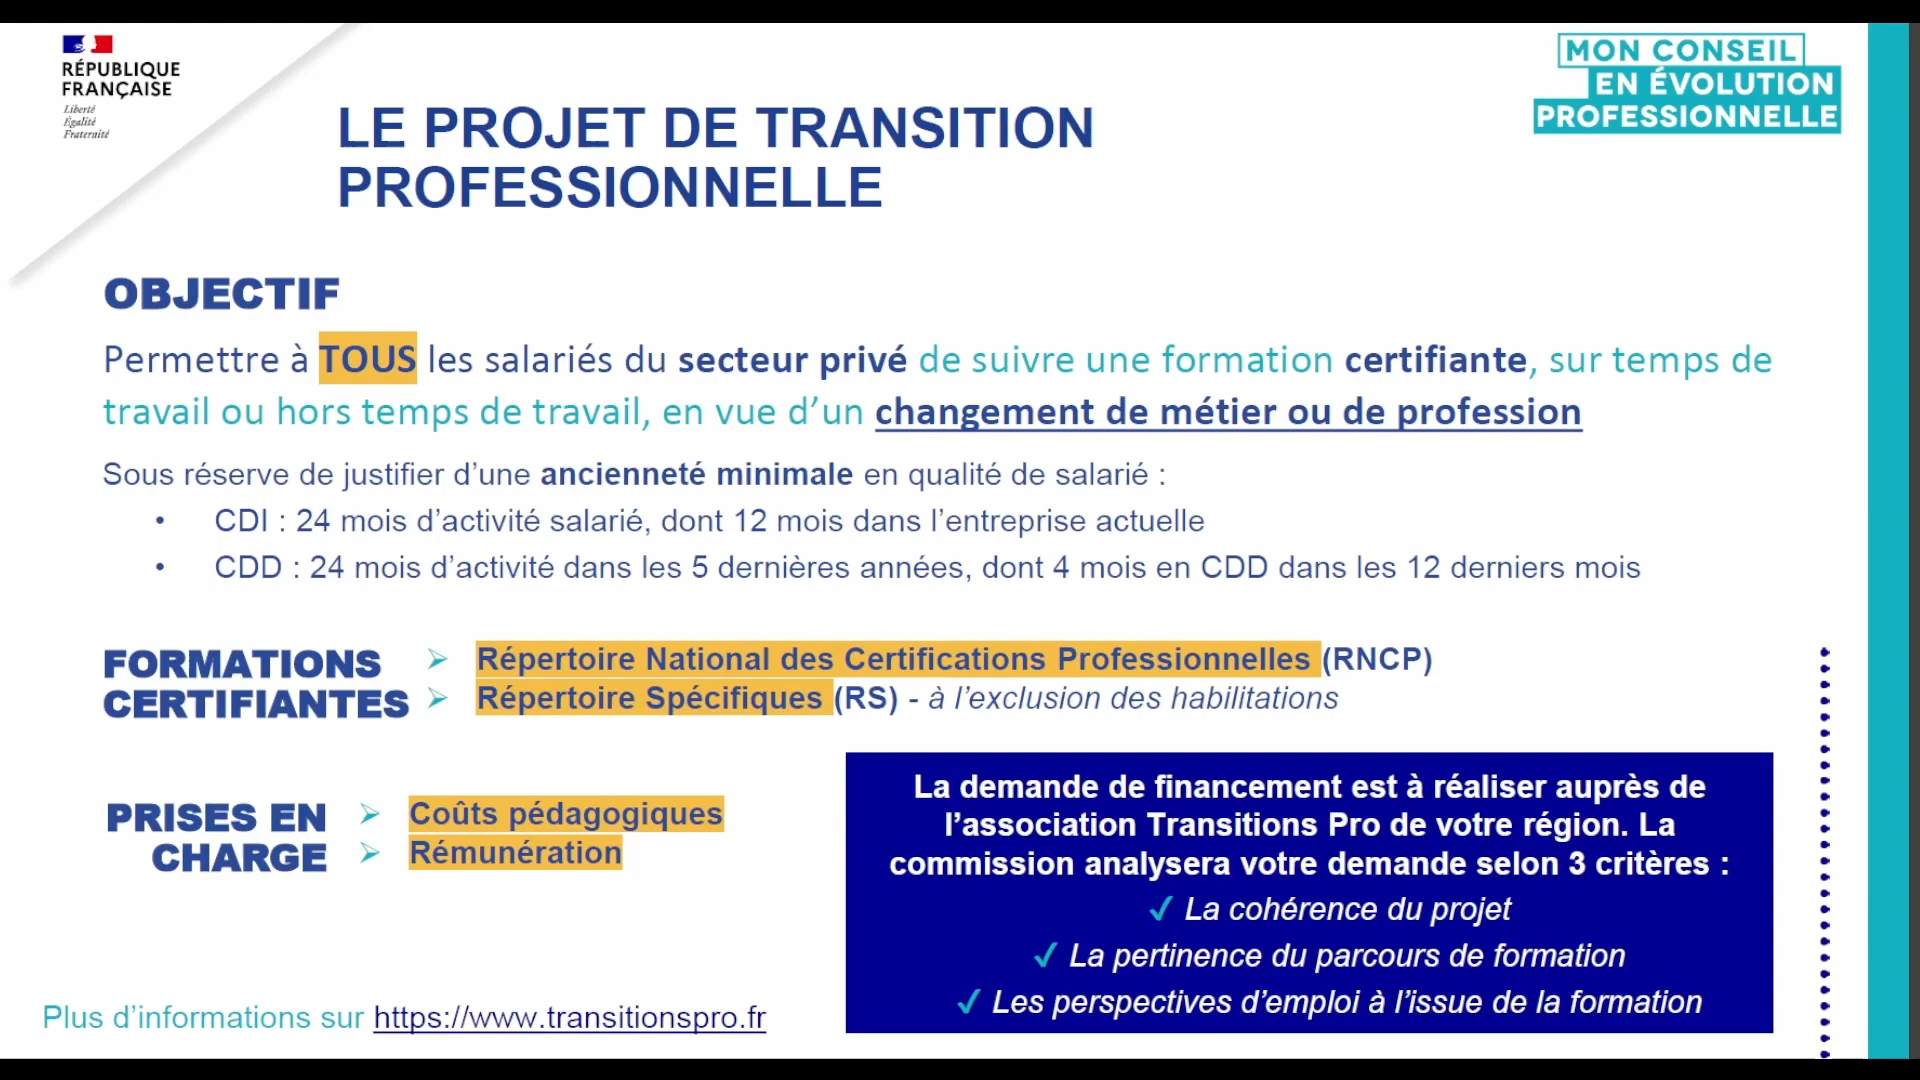 RÉPUBLIQUE
FRANÇAISE
Liberté
Égalité
Fraternité
MON CONSEIL
EN ÉVOLUTION
PROFESSIONNELLE
LE PROJET DE TRANSITION
PROFESSIONNELLE
OBJECTIF
Permettre à TOUS les salariés du secteur privé de suivre une formation certifiante, sur temps de
travail ou hors temps de travail, en vue d’un changement de métier ou de profession
Sous réserve de justifier d’une ancienneté minimale en qualité de salarié :
• CDI : 24 mois d’activité salarié, dont 12 mois dans l’entreprise actuelle
• CDD : 24 mois d’activité dans les 5 dernières années, dont 4 mois en CDD dans les 12 derniers mois
FORMATIONS
CERTIFIANTES
➢ Répertoire National des Certifications Professionnelles (RNCP)
➢ Répertoire Spécifiques (RS) - à l’exclusion des habilitations
PRISES EN
CHARGE
➢ Coûts pédagogiques
➢ Rémunération
La demande de financement est à réaliser auprès de
l’association Transitions Pro de votre région. La
commission analysera votre demande selon 3 critères :
✓ La cohérence du projet
✓ La pertinence du parcours de formation
✓ Les perspectives d’emploi à l’issue de la formation
Plus d’informations sur https://www.transitionspro.fr